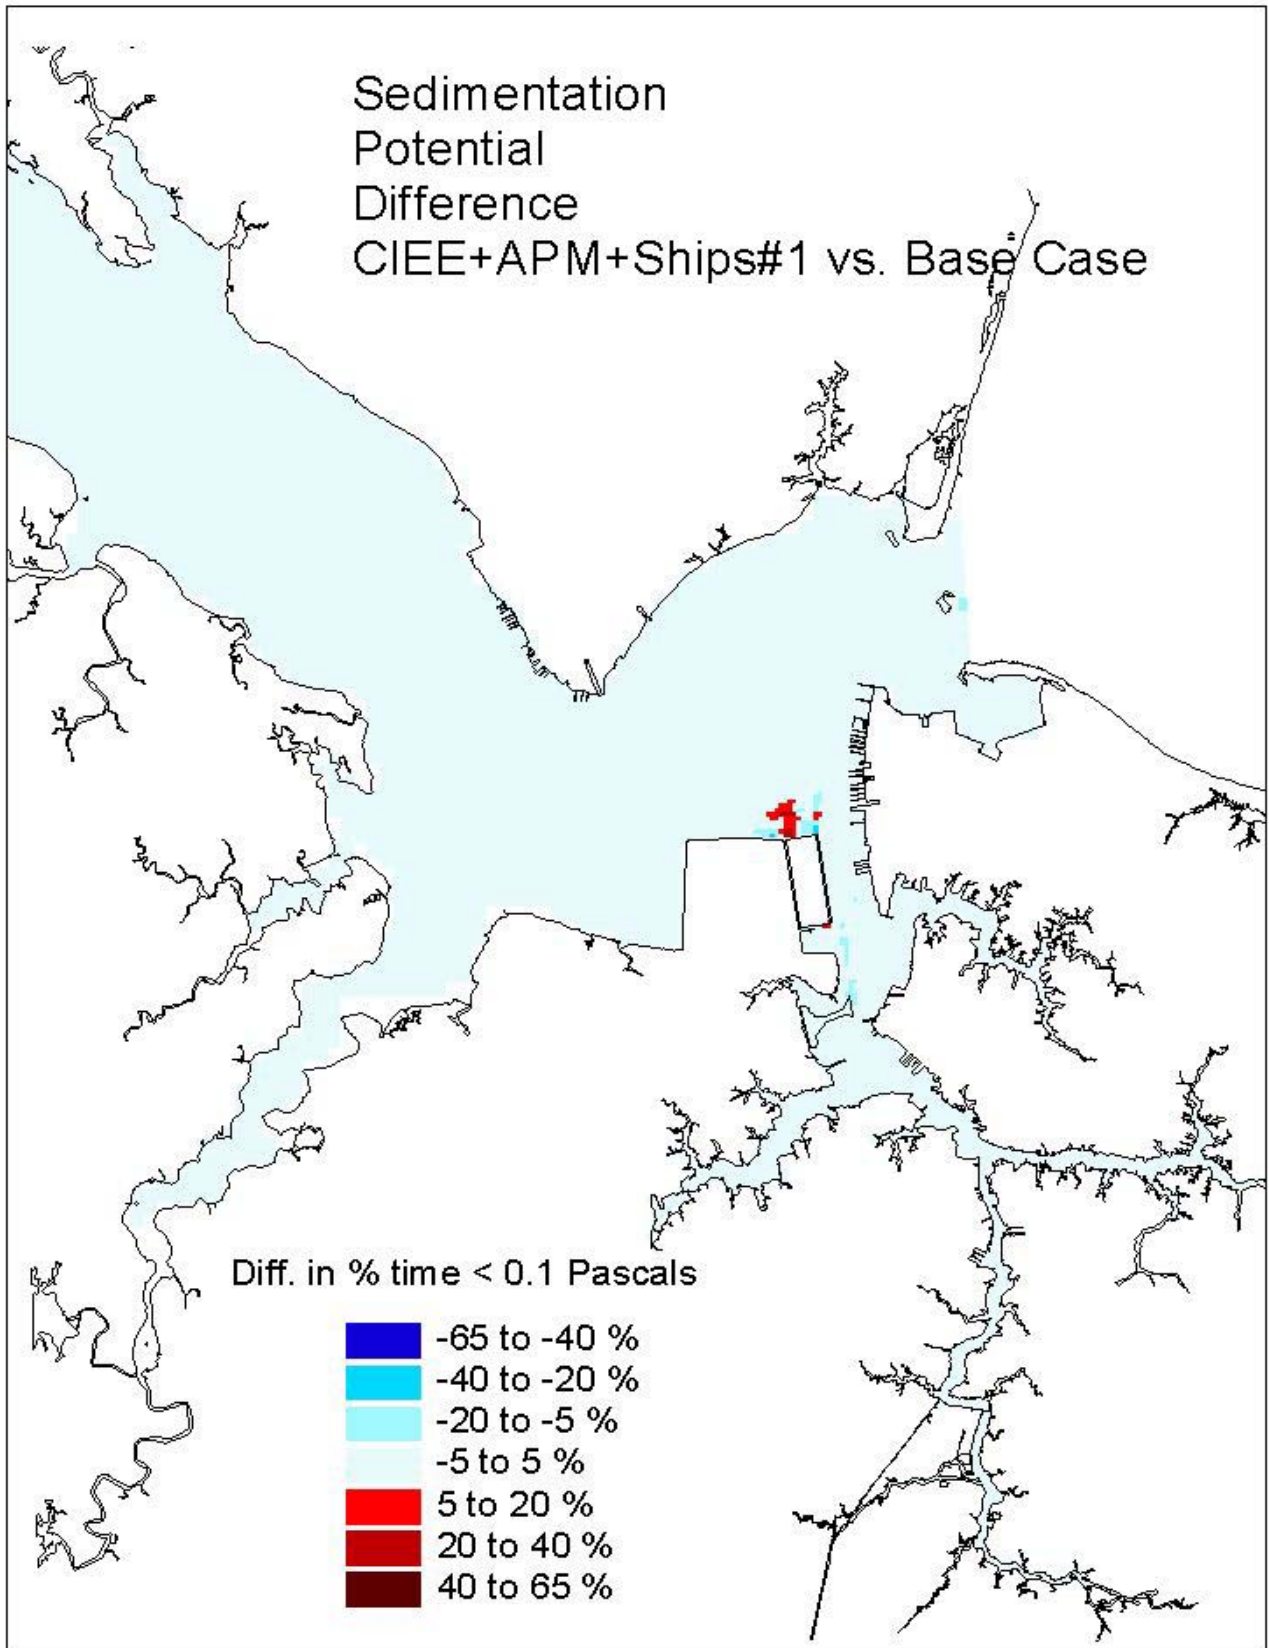 Sedimentation
Potential
Difference
CIEE+APM+Ships#1 vs. Base Case
Diff. in % time < 0.1 Pascals
-65 to -40 %
-40 to -20 %
-20 to -5 %
-5 to 5 %
5 to 20 %
20 to 40 %
40 to 65 %